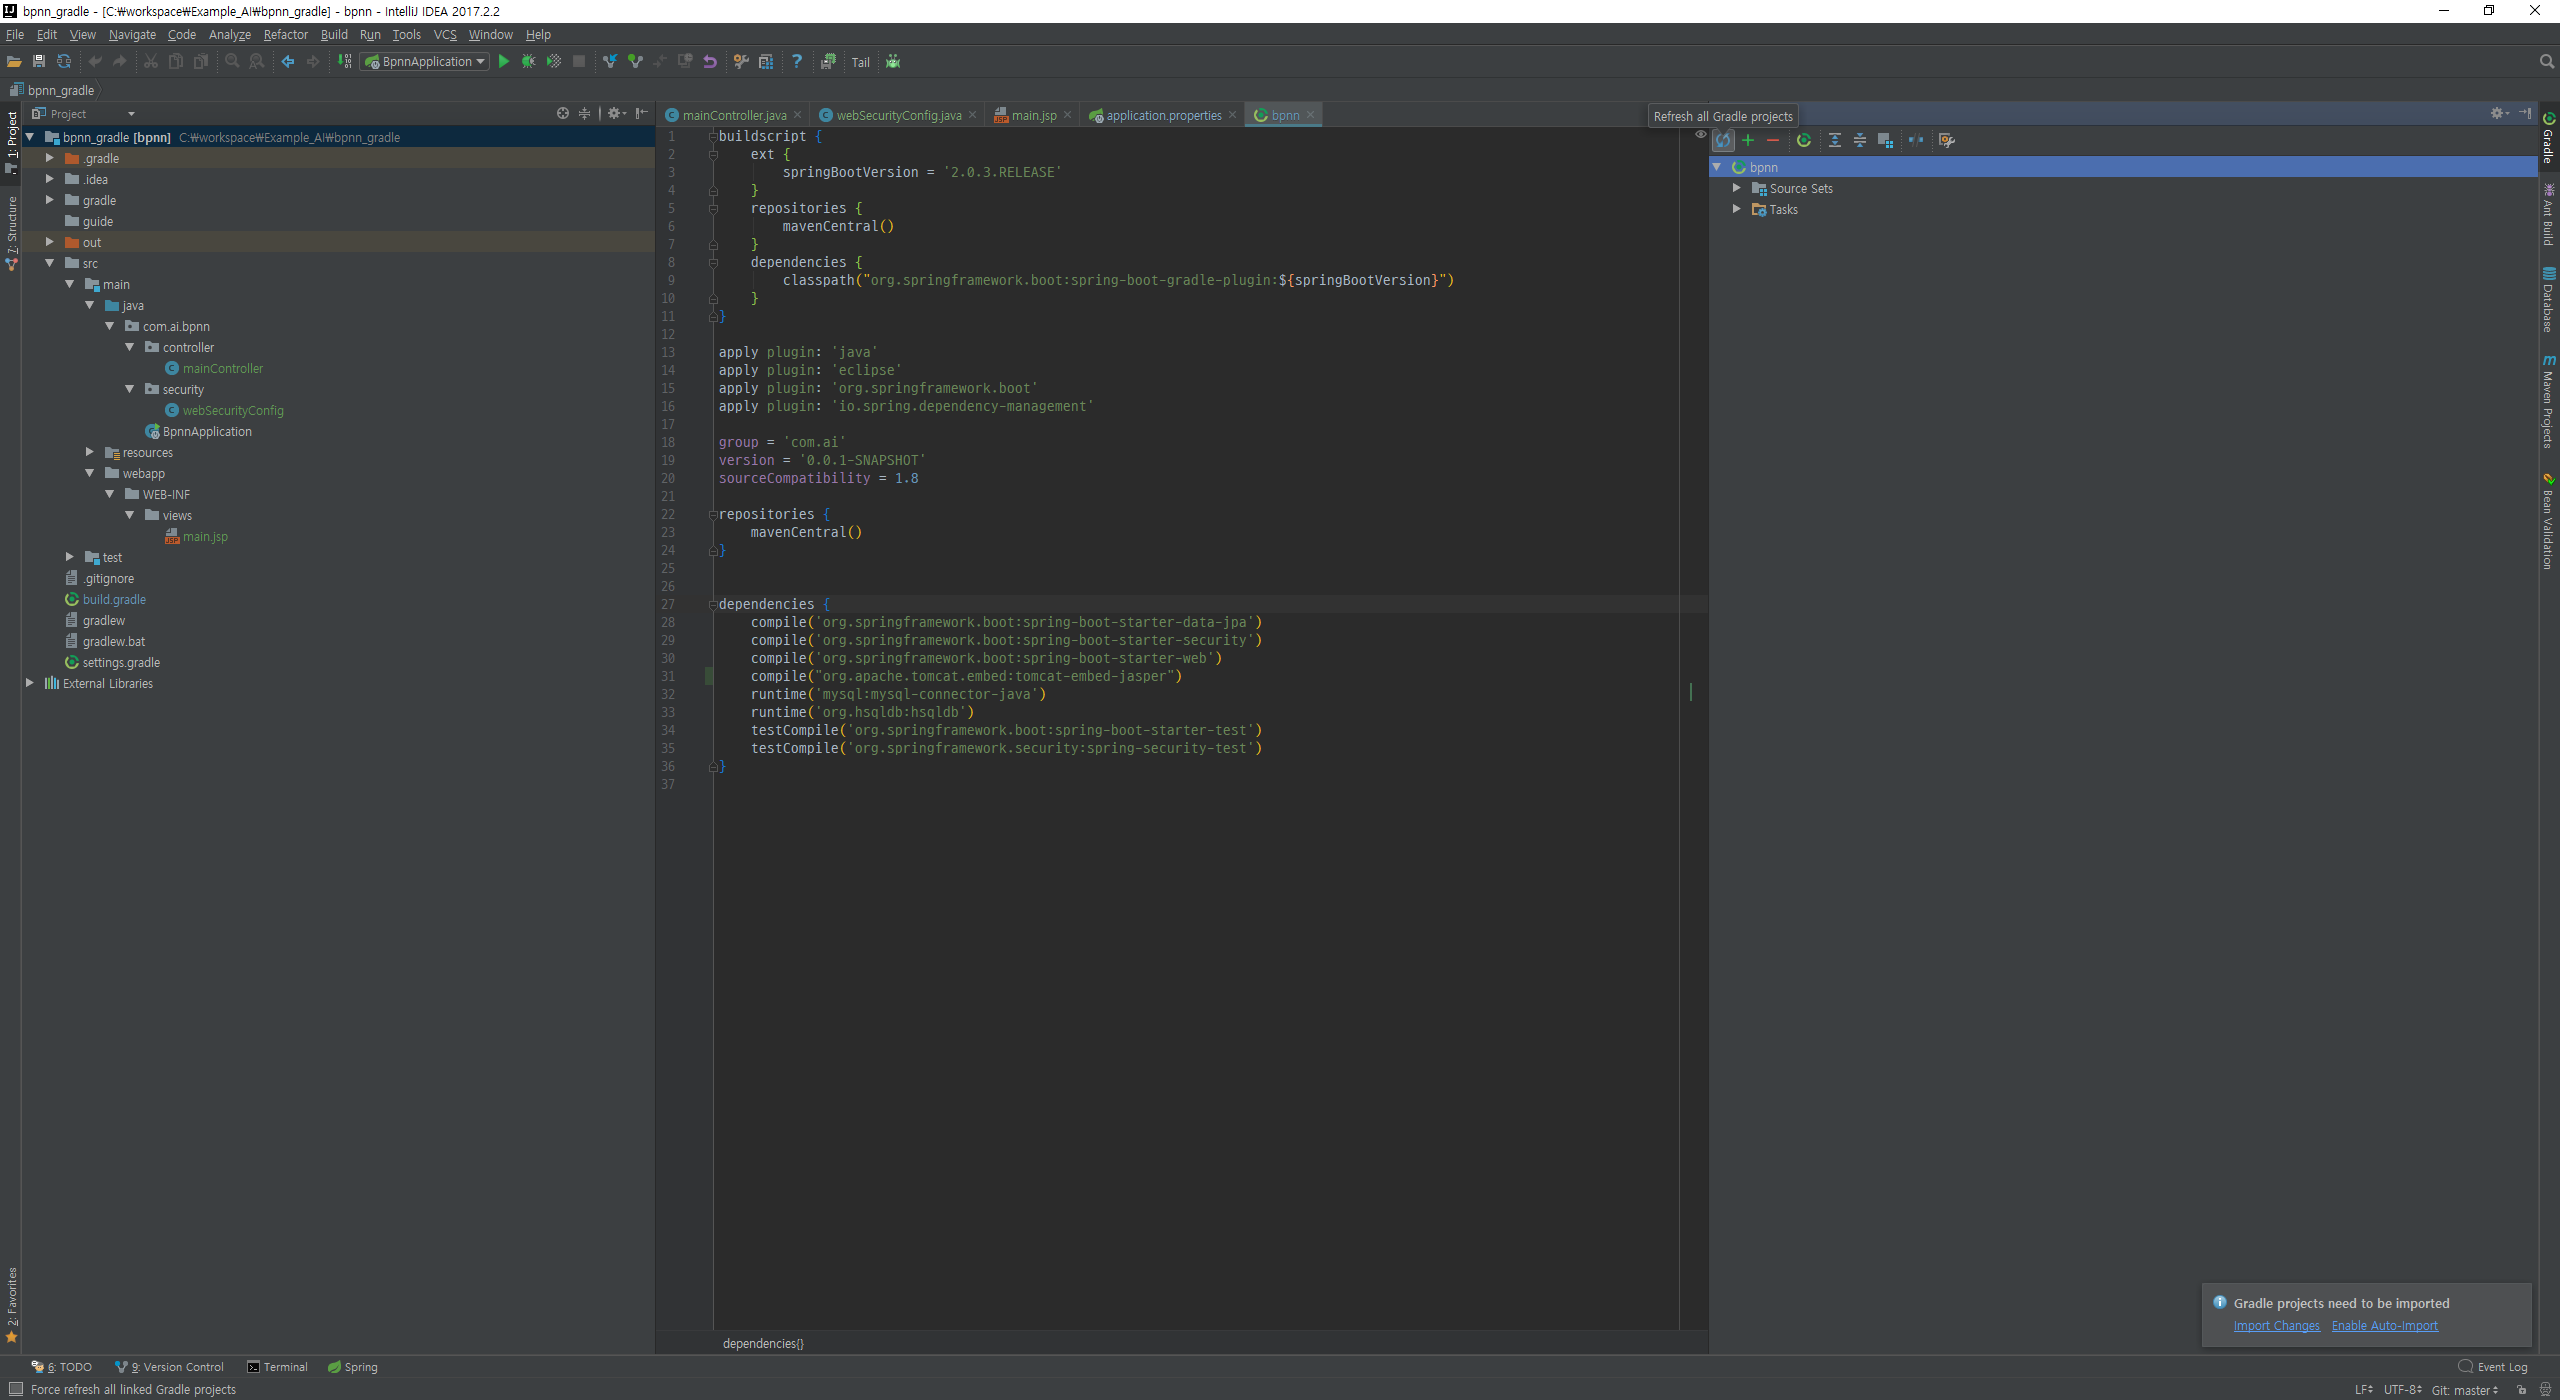 bpnn_gradle - [C:₩workspace₩Example_AI₩bpnn_gradle] - bpnn - IntelliJ IDEA 2017.2.2
File Edit View Navigate Code Analyze Refactor Build Run Tools VCS Window Help
BpnnApplication
Tail
bpnn_gradle
Project
mainController.java
webSecurityConfig.java
main.jsp
application.properties
bpnn
Refresh all Gradle projects
1: Project
7: Structure
2: Favorites
bpnn_gradle [bpnn] C:₩workspace₩Example_AI₩bpnn_gradle
.gradle
.idea
gradle
guide
out
src
main
java
com.ai.bpnn
controller
mainController
security
webSecurityConfig
BpnnApplication
resources
webapp
WEB-INF
views
main.jsp
test
.gitignore
build.gradle
gradlew
gradlew.bat
settings.gradle
External Libraries
1 buildscript {
2 ext {
3 springBootVersion = '2.0.3.RELEASE'
4 }
5 repositories {
6 mavenCentral()
7 }
8 dependencies {
9 classpath("org.springframework.boot:spring-boot-gradle-plugin:${springBootVersion}")
10 }
11 }
12
13 apply plugin: 'java'
14 apply plugin: 'eclipse'
15 apply plugin: 'org.springframework.boot'
16 apply plugin: 'io.spring.dependency-management'
17
18 group = 'com.ai'
19 version = '0.0.1-SNAPSHOT'
20 sourceCompatibility = 1.8
21
22 repositories {
23 mavenCentral()
24 }
25
26
27 dependencies {
28 compile('org.springframework.boot:spring-boot-starter-data-jpa')
29 compile('org.springframework.boot:spring-boot-starter-security')
30 compile('org.springframework.boot:spring-boot-starter-web')
31 compile("org.apache.tomcat.embed:tomcat-embed-jasper")
32 runtime('mysql:mysql-connector-java')
33 runtime('org.hsqldb:hsqldb')
34 testCompile('org.springframework.boot:spring-boot-starter-test')
35 testCompile('org.springframework.security:spring-security-test')
36 }
37
dependencies{}
bpnn
Source Sets
Tasks
Gradle
Ant Build
Database
Maven Projects
Bean Validation
Gradle projects need to be imported
Import Changes Enable Auto-Import
6: TODO 9: Version Control Terminal Spring Event Log
Force refresh all linked Gradle projects LF UTF-8 Git: master